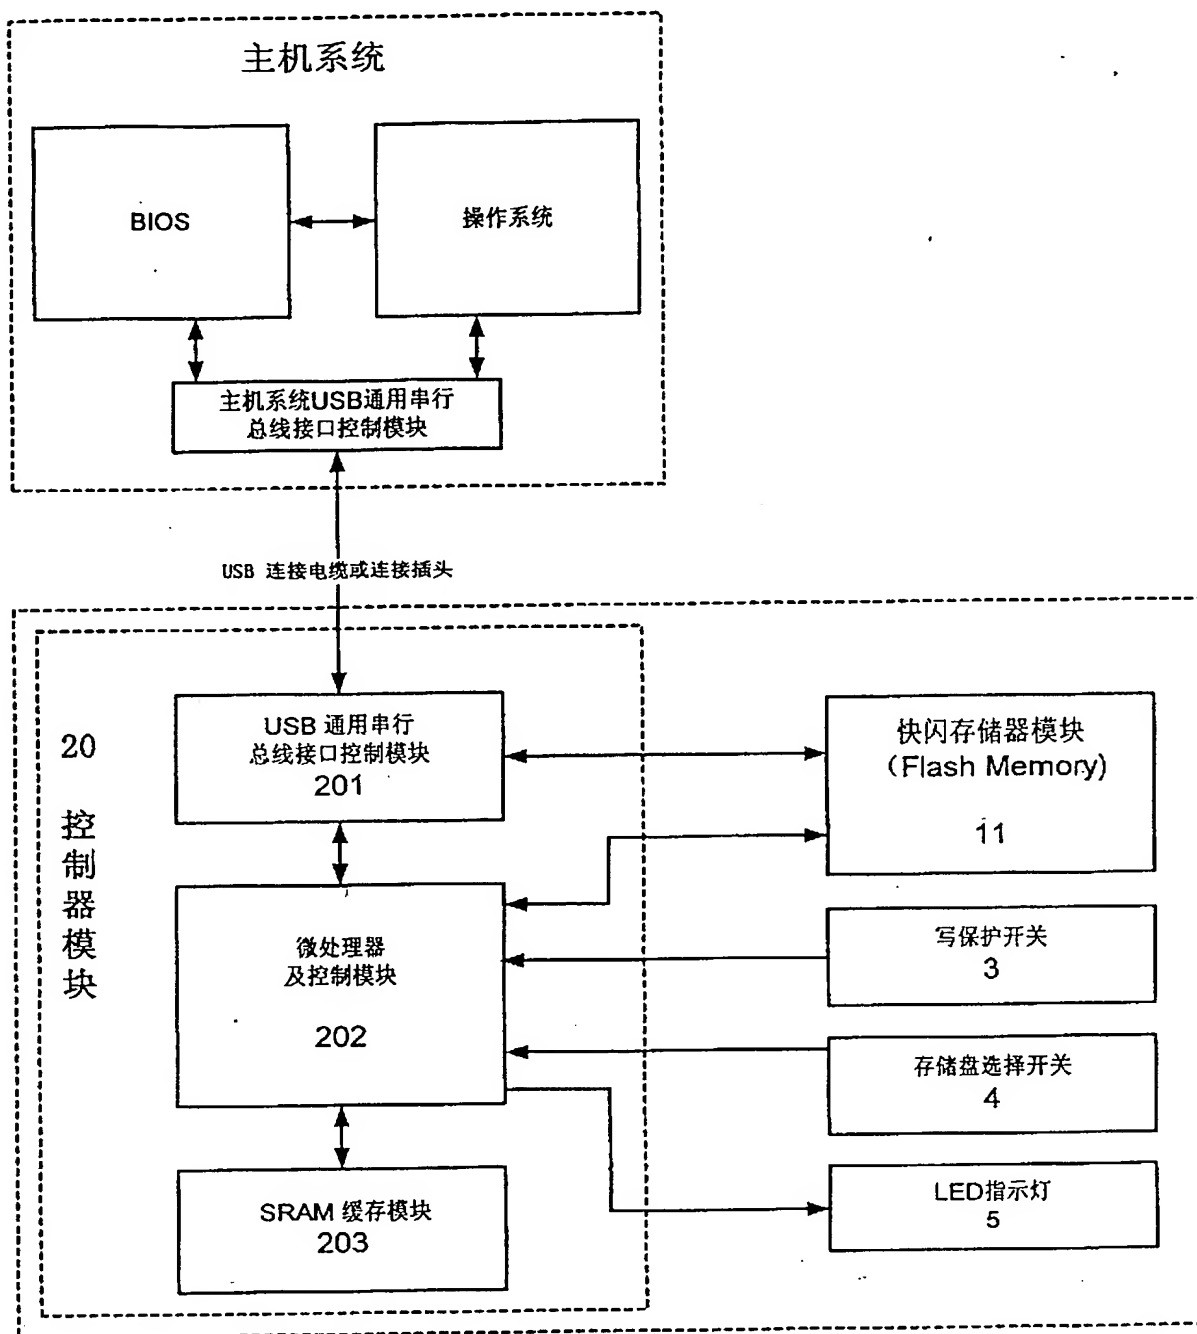 主机系统
BIOS
操作系统
主机系统USB通用串行
总线接口控制模块
USB 连接电缆或连接插头
20
控制器模块
USB 通用串行
总线接口控制模块
201
快闪存储器模块
（Flash Memory)
11
微处理器
及控制模块
202
写保护开关
3
存储盘选择开关
4
SRAM 缓存模块
203
LED指示灯
5